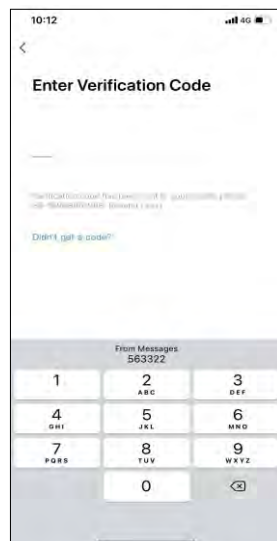 10:12
4G
Enter Verification Code
Didn't get a code?
From Messages
563322
1
2
ABC
3
DEF
4
GHI
5
JKL
6
MNO
7
PQRS
8
TUV
9
WXYZ
0